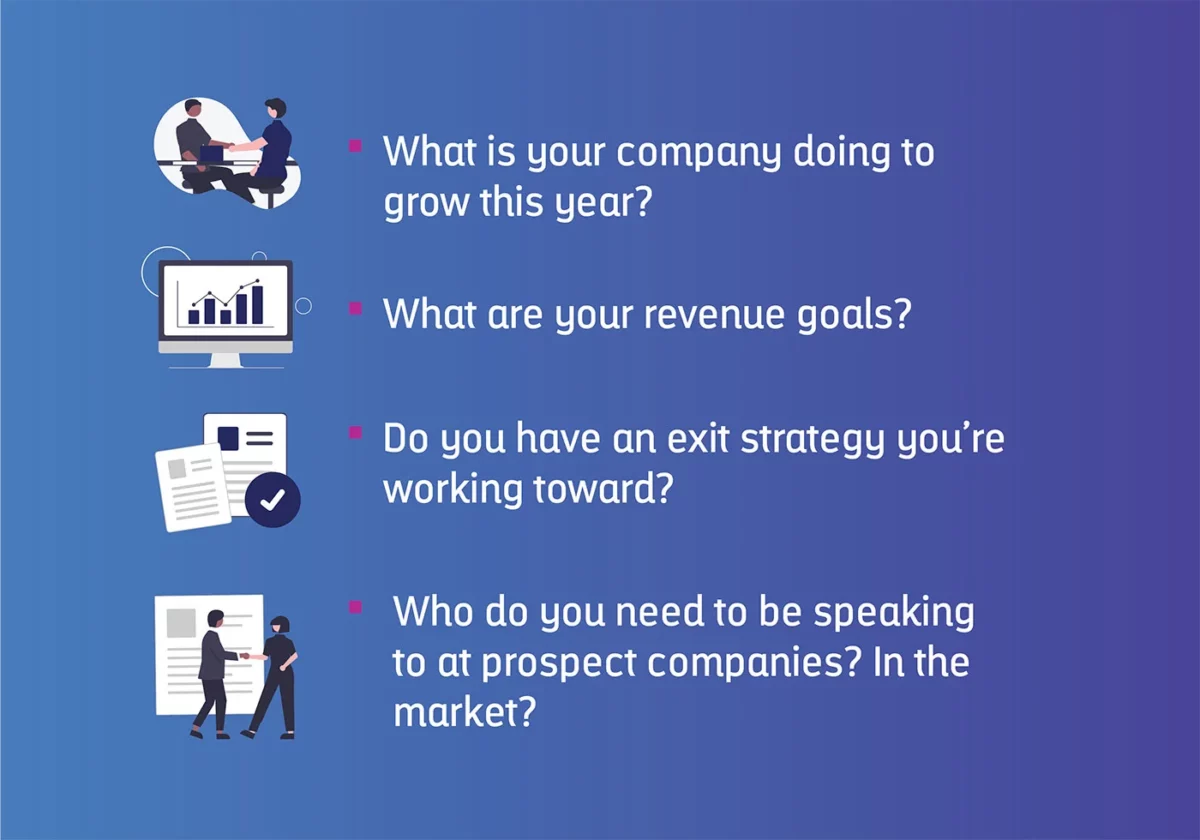 What is your company doing to
grow this year?
What are your revenue goals?
Do you have an exit strategy you’re
working toward?
Who do you need to be speaking
to at prospect companies? In the
market?